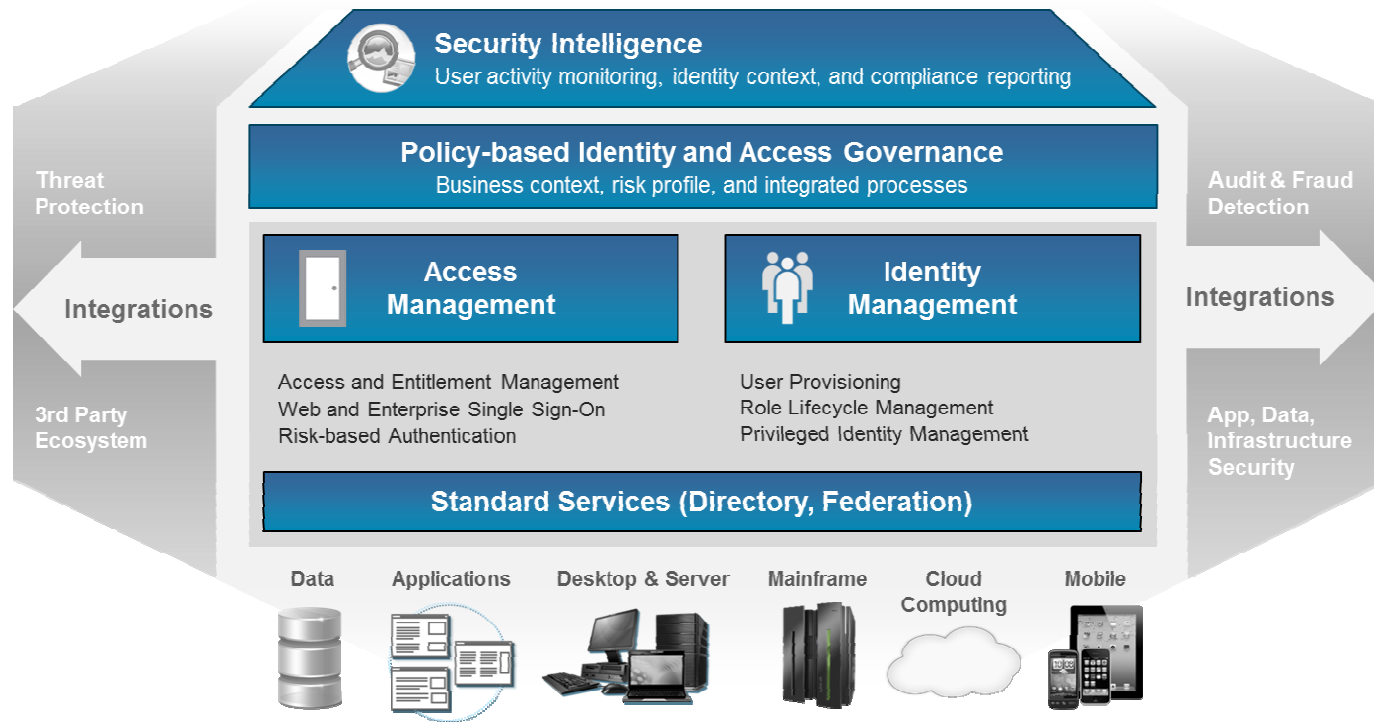 Security Intelligence
User activity monitoring, identity context, and compliance reporting
Policy-based Identity and Access Governance
Business context, risk profile, and integrated processes
Threat
Protection
Integrations
3rd Party
Ecosystem
Access
Management
Access and Entitlement Management
Web and Enterprise Single Sign-On
Risk-based Authentication
Identity
Management
User Provisioning
Role Lifecycle Management
Privileged Identity Management
Audit & Fraud
Detection
Integrations
App, Data,
Infrastructure
Security
Standard Services (Directory, Federation)
Data
Applications
Desktop & Server
Mainframe
Cloud
Computing
Mobile